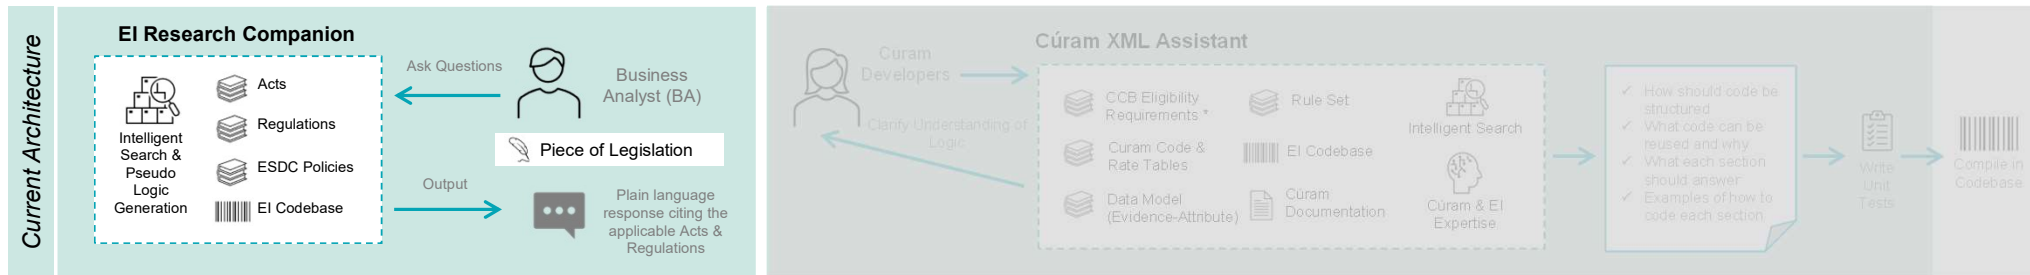 Current Architecture
EI Research Companion
Intelligent
Search &
Pseudo
Logic
Generation
Acts
Regulations
ESDC Policies
EI Codebase
Ask Questions
Business
Analyst (BA)
Piece of Legislation
Output
Plain language
response citing the
applicable Acts &
Regulations
Curam
Developers
Clarify Understanding of
Logic
Cúram XML Assistant
CCB Eligibility
Requirements *
Curam Code &
Rate Tables
Data Model
(Evidence-Attribute)
Rule Set
EI Codebase
Cúram
Documentation
Intelligent Search
Cúram & EI
Expertise
✓ How should code be
structured
✓ What code can be
reused and why
✓ What each section
should answer
✓ Examples of how to
code each section
Write
Unit
Tests
Compile in
Codebase